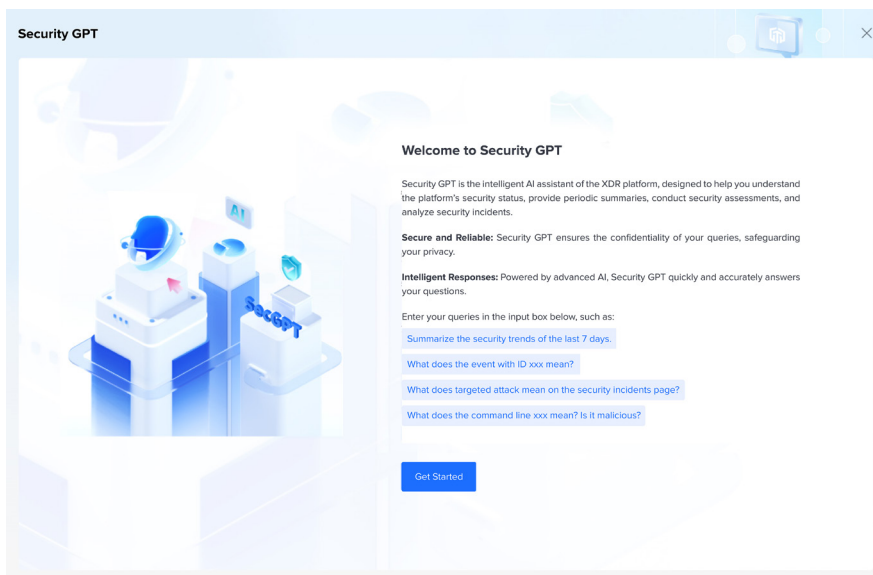 Security GPT
Welcome to Security GPT
Security GPT is the intelligent AI assistant of the XDR platform, designed to help you understand
the platform's security status, provide periodic summaries, conduct security assessments, and
analyze security incidents.
Secure and Reliable: Security GPT ensures the confidentiality of your queries, safeguarding
your privacy.
Intelligent Responses: Powered by advanced AI, Security GPT quickly and accurately answers
your questions.
Enter your queries in the input box below, such as:
Summarize the security trends of the last 7 days.
What does the event with ID xxx mean?
What does targeted attack mean on the security incidents page?
What does the command line xxx mean? Is it malicious?
Get Started
AI
SecGPT